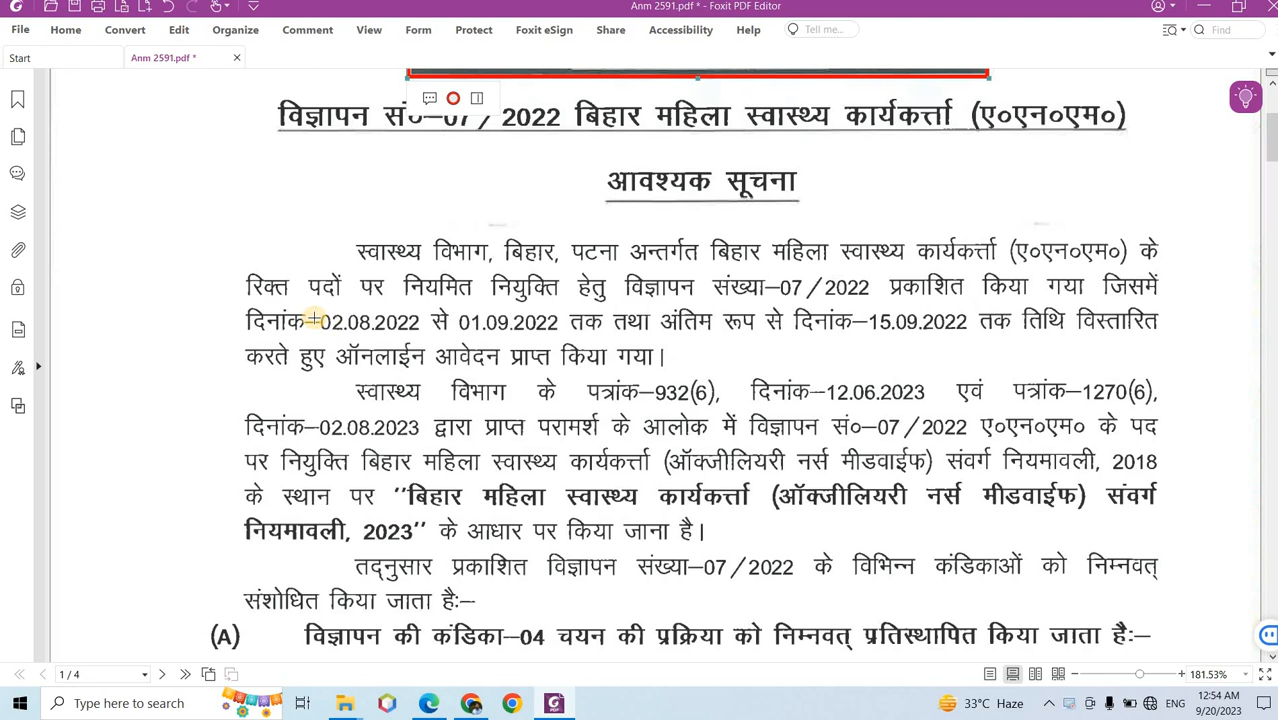 Anm 2591.pdf * - Foxit PDF Editor
File Home Convert Edit Organize Comment View Form Protect Foxit eSign Share Accessibility Help Tell me... Find
Start Anm 2591.pdf *
विज्ञापन सं०–07/2022 बिहार महिला स्वास्थ्य कार्यकर्त्ता (ए०एन०एम०)
आवश्यक सूचना
स्वास्थ्य विभाग, बिहार, पटना अन्तर्गत बिहार महिला स्वास्थ्य कार्यकर्त्ता (ए०एन०एम०) के
रिक्त पदों पर नियमित नियुक्ति हेतु विज्ञापन संख्या–07/2022 प्रकाशित किया गया जिसमें
दिनांक–02.08.2022 से 01.09.2022 तक तथा अंतिम रूप से दिनांक–15.09.2022 तक तिथि विस्तारित
करते हुए ऑनलाईन आवेदन प्राप्त किया गया।
स्वास्थ्य विभाग के पत्रांक–932(6), दिनांक–12.06.2023 एवं पत्रांक–1270(6),
दिनांक–02.08.2023 द्वारा प्राप्त परामर्श के आलोक में विज्ञापन सं०–07/2022 ए०एन०एम० के पद
पर नियुक्ति बिहार महिला स्वास्थ्य कार्यकर्त्ता (ऑक्जीलियरी नर्स मीडवाईफ) संवर्ग नियमावली, 2018
के स्थान पर ''बिहार महिला स्वास्थ्य कार्यकर्त्ता (ऑक्जीलियरी नर्स मीडवाईफ) संवर्ग
नियमावली, 2023'' के आधार पर किया जाना है।
तद्नुसार प्रकाशित विज्ञापन संख्या–07/2022 के विभिन्न कंडिकाओं को निम्नवत्
संशोधित किया जाता हैः–
(A) विज्ञापन की कंडिका–04 चयन की प्रक्रिया को निम्नवत् प्रतिस्थापित किया जाता हैः–
1 / 4 181.53%
Type here to search 33°C Haze ENG 12:54 AM
9/20/2023